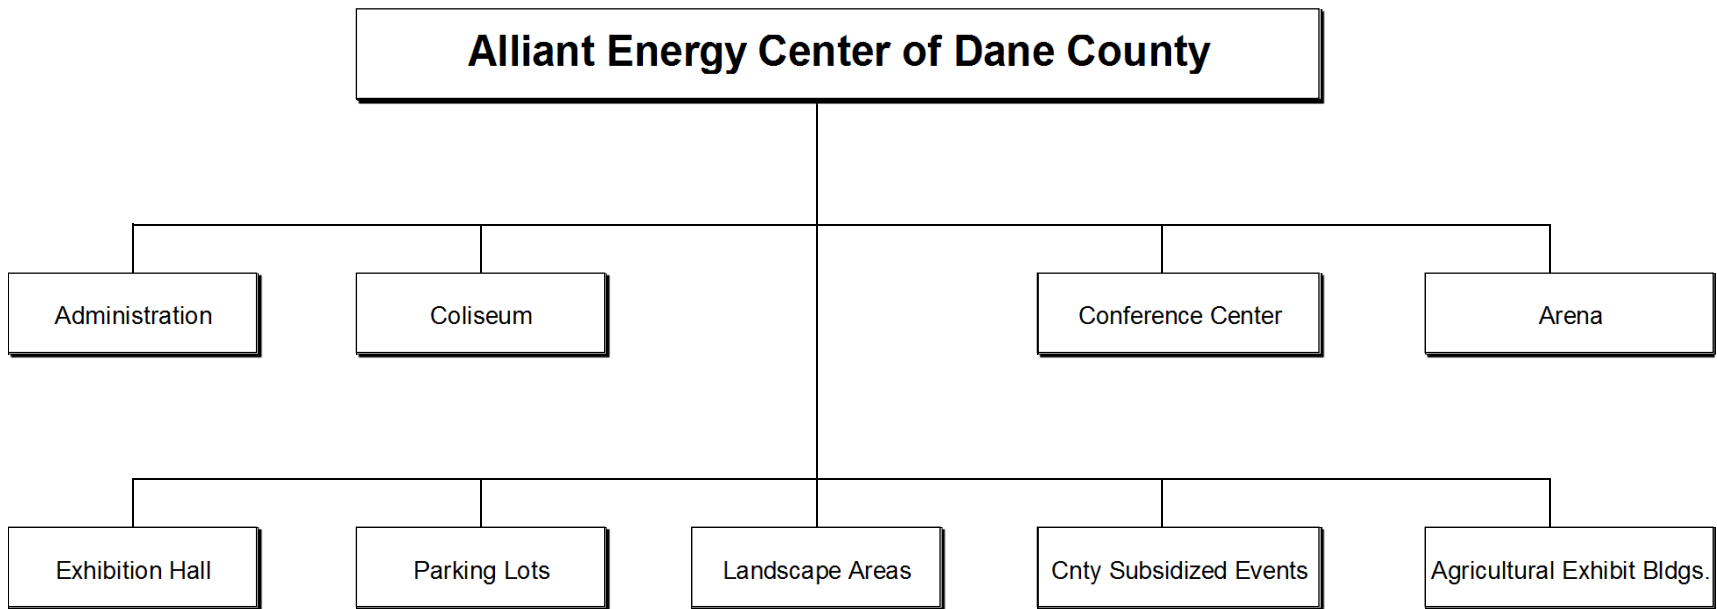 Alliant Energy Center of Dane County
Administration
Coliseum
Conference Center
Arena
Exhibition Hall
Parking Lots
Landscape Areas
Cnty Subsidized Events
Agricultural Exhibit Bldgs.